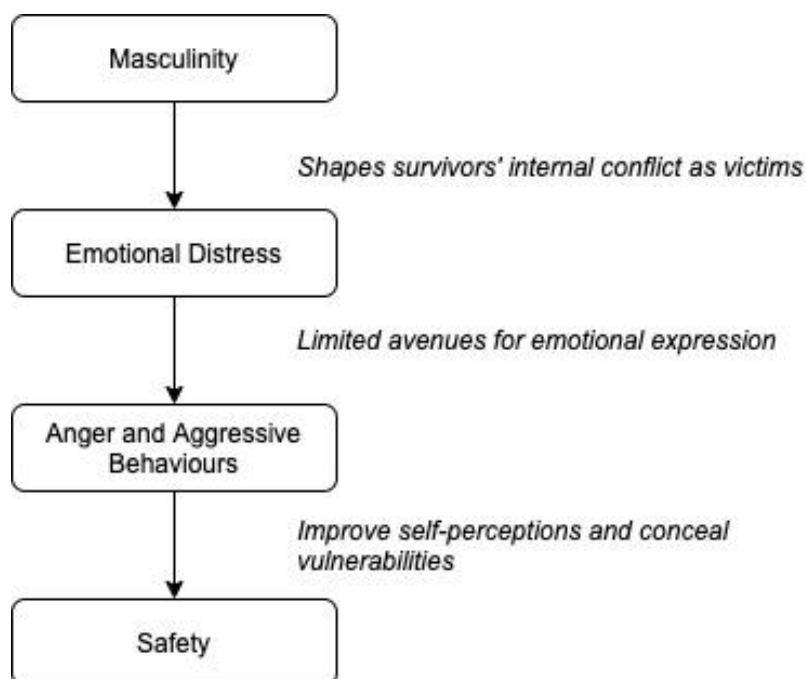 Masculinity
Shapes survivors' internal conflict as victims
Emotional Distress
Limited avenues for emotional expression
Anger and Aggressive
Behaviours
Improve self-perceptions and conceal
vulnerabilities
Safety